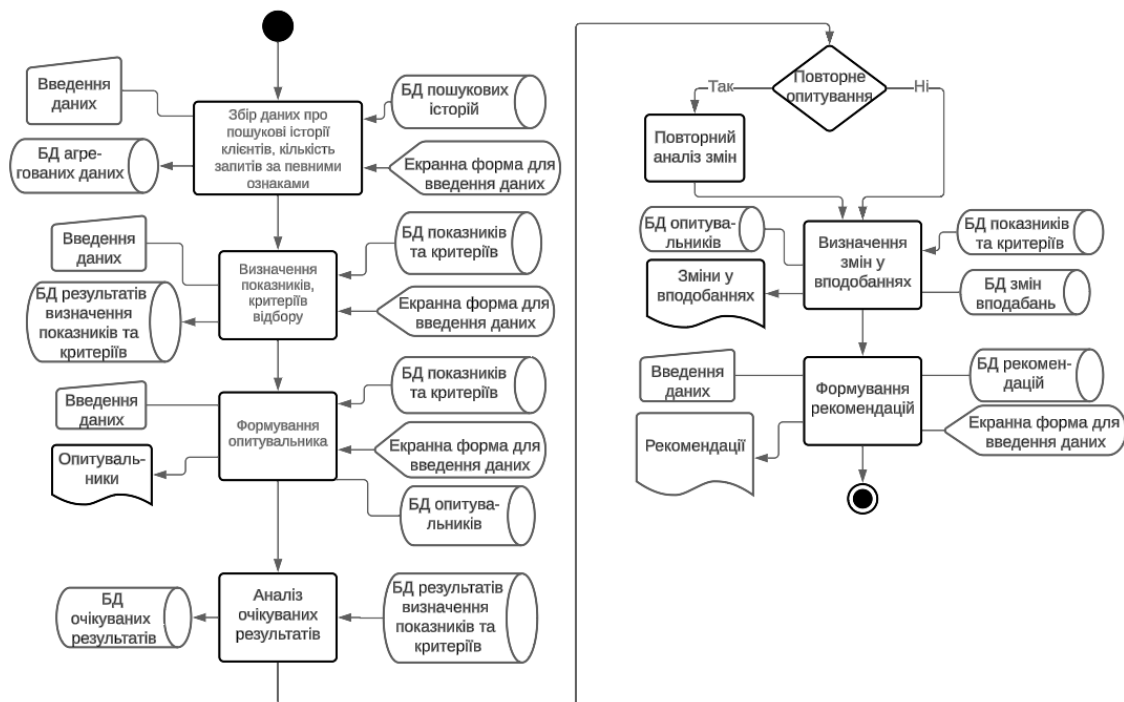 Введення
даних
БД пошукових
історій
Збір даних про
пошукові історії
клієнтів, кількість
запитів за певними
ознаками
БД агре-
гованих даних
Екранна форма для
введення даних
Введення
даних
БД показників
та критеріїв
Визначення
показників,
критеріїв
відбору
БД результатів
визначення
показників та
критеріїв
Екранна форма для
введення даних
Введення
даних
БД показників
та критеріїв
Формування
опитувальника
Опитуваль-
ники
Екранна форма для
введення даних
БД опитува-
льників
БД
очікуваних
результатів
Аналіз
очікуваних
результатів
БД результатів
визначення
показників та
критеріїв
Повторне
опитування
Так
Ні
Повторний
аналіз змін
БД опитува-
льників
Визначення
змін у
вподобаннях
БД показників
та критеріїв
Зміни у
вподобаннях
БД змін
вподабань
Введення
даних
Формування
рекомендацій
БД рекомен-
дацій
Рекомендації
Екранна форма для
введення даних